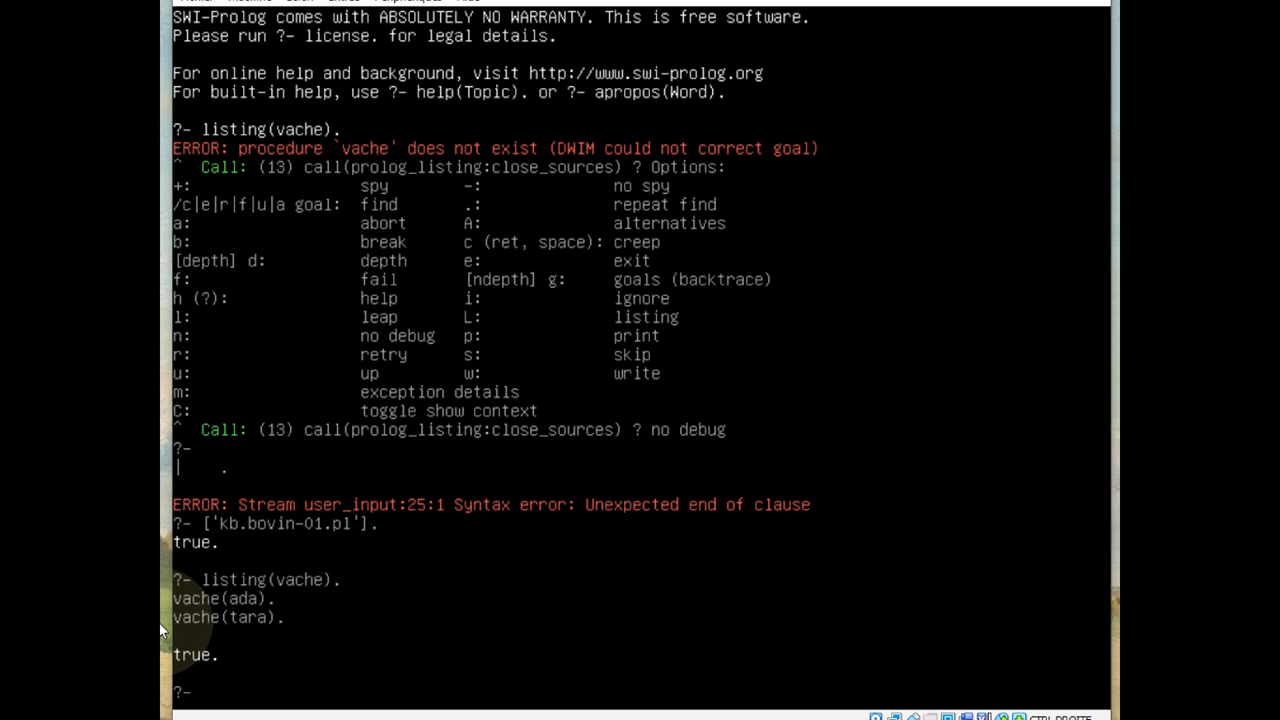 SWI-Prolog comes with ABSOLUTELY NO WARRANTY. This is free software.
Please run ?- license. for legal details.
For online help and background, visit http://www.swi-prolog.org
For built-in help, use ?- help(Topic). or ?- apropos(Word).
?- listing(vache).
ERROR: procedure `vache' does not exist (DWIM could not correct goal)
^  Call: (13) call(prolog_listing:close_sources) ? Options:
+:                  spy        -:              no spy
/c|e|r|f|u|a goal:  find       .:              repeat find
a:                  abort      A:              alternatives
b:                  break      c (ret, space): creep
[depth] d:          depth      e:              exit
f:                  fail       [ndepth] g:     goals (backtrace)
h (?):              help       i:              ignore
l:                  leap       L:              listing
n:                  no debug   p:              print
r:                  retry      s:              skip
u:                  up         w:              write
m:                  exception details
C:                  toggle show context
^  Call: (13) call(prolog_listing:close_sources) ? no debug
?-
|    .
ERROR: Stream user_input:25:1 Syntax error: Unexpected end of clause
?- ['kb.bovin-01.pl'].
true.
?- listing(vache).
vache(ada).
vache(tara).
true.
?-
CTRL DROITE